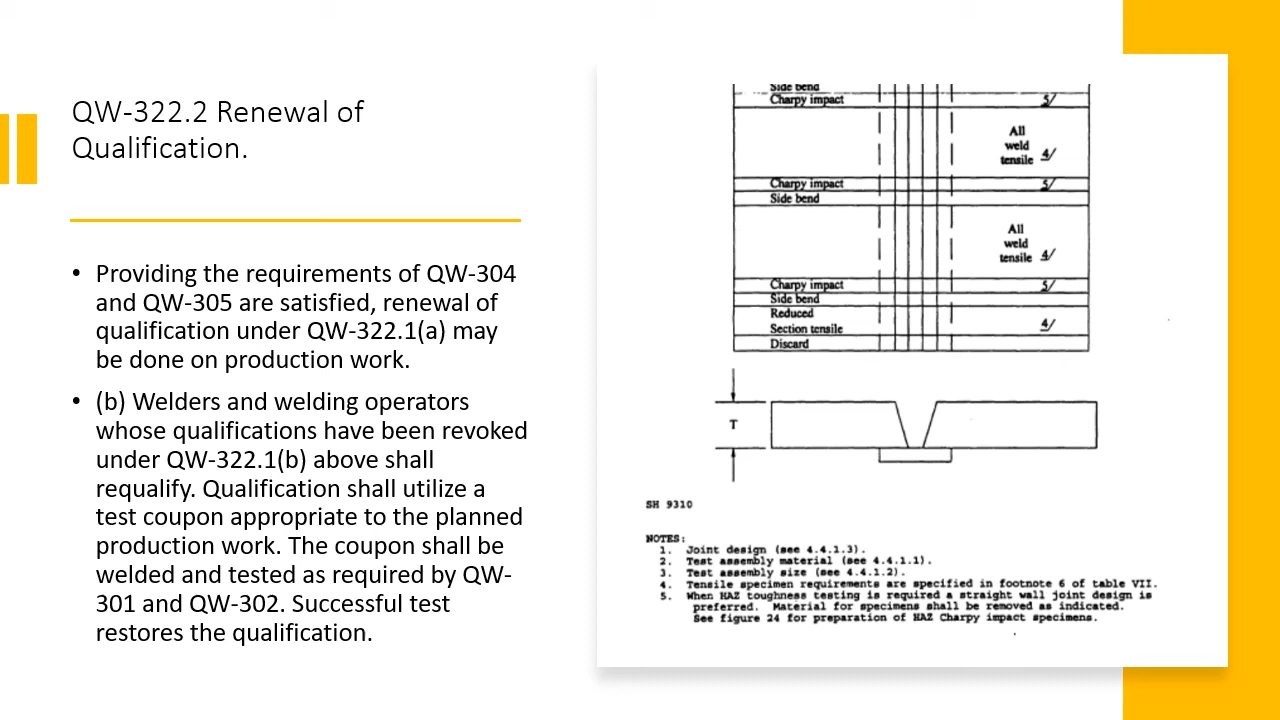 QW-322.2 Renewal of
Qualification.
• Providing the requirements of QW-304
and QW-305 are satisfied, renewal of
qualification under QW-322.1(a) may
be done on production work.
• (b) Welders and welding operators
whose qualifications have been revoked
under QW-322.1(b) above shall
requalify. Qualification shall utilize a
test coupon appropriate to the planned
production work. The coupon shall be
welded and tested as required by QW-
301 and QW-302. Successful test
restores the qualification.
Side bend
Charpy impact 5/
All
weld
tensile 4/
Charpy impact 5/
Side bend
All
weld
tensile 4/
Charpy impact 5/
Side bend
Reduced
Section tensile 4/
Discard
T
SH 9310
NOTES:
1. Joint design (see 4.4.1.3).
2. Test assembly material (see 4.4.1.1).
3. Test assembly size (see 4.4.1.2).
4. Tensile specimen requirements are specified in footnote 6 of table VII.
5. When HAZ toughness testing is required a straight wall joint design is
preferred. Material for specimens shall be removed as indicated.
See figure 24 for preparation of HAZ Charpy impact specimens.